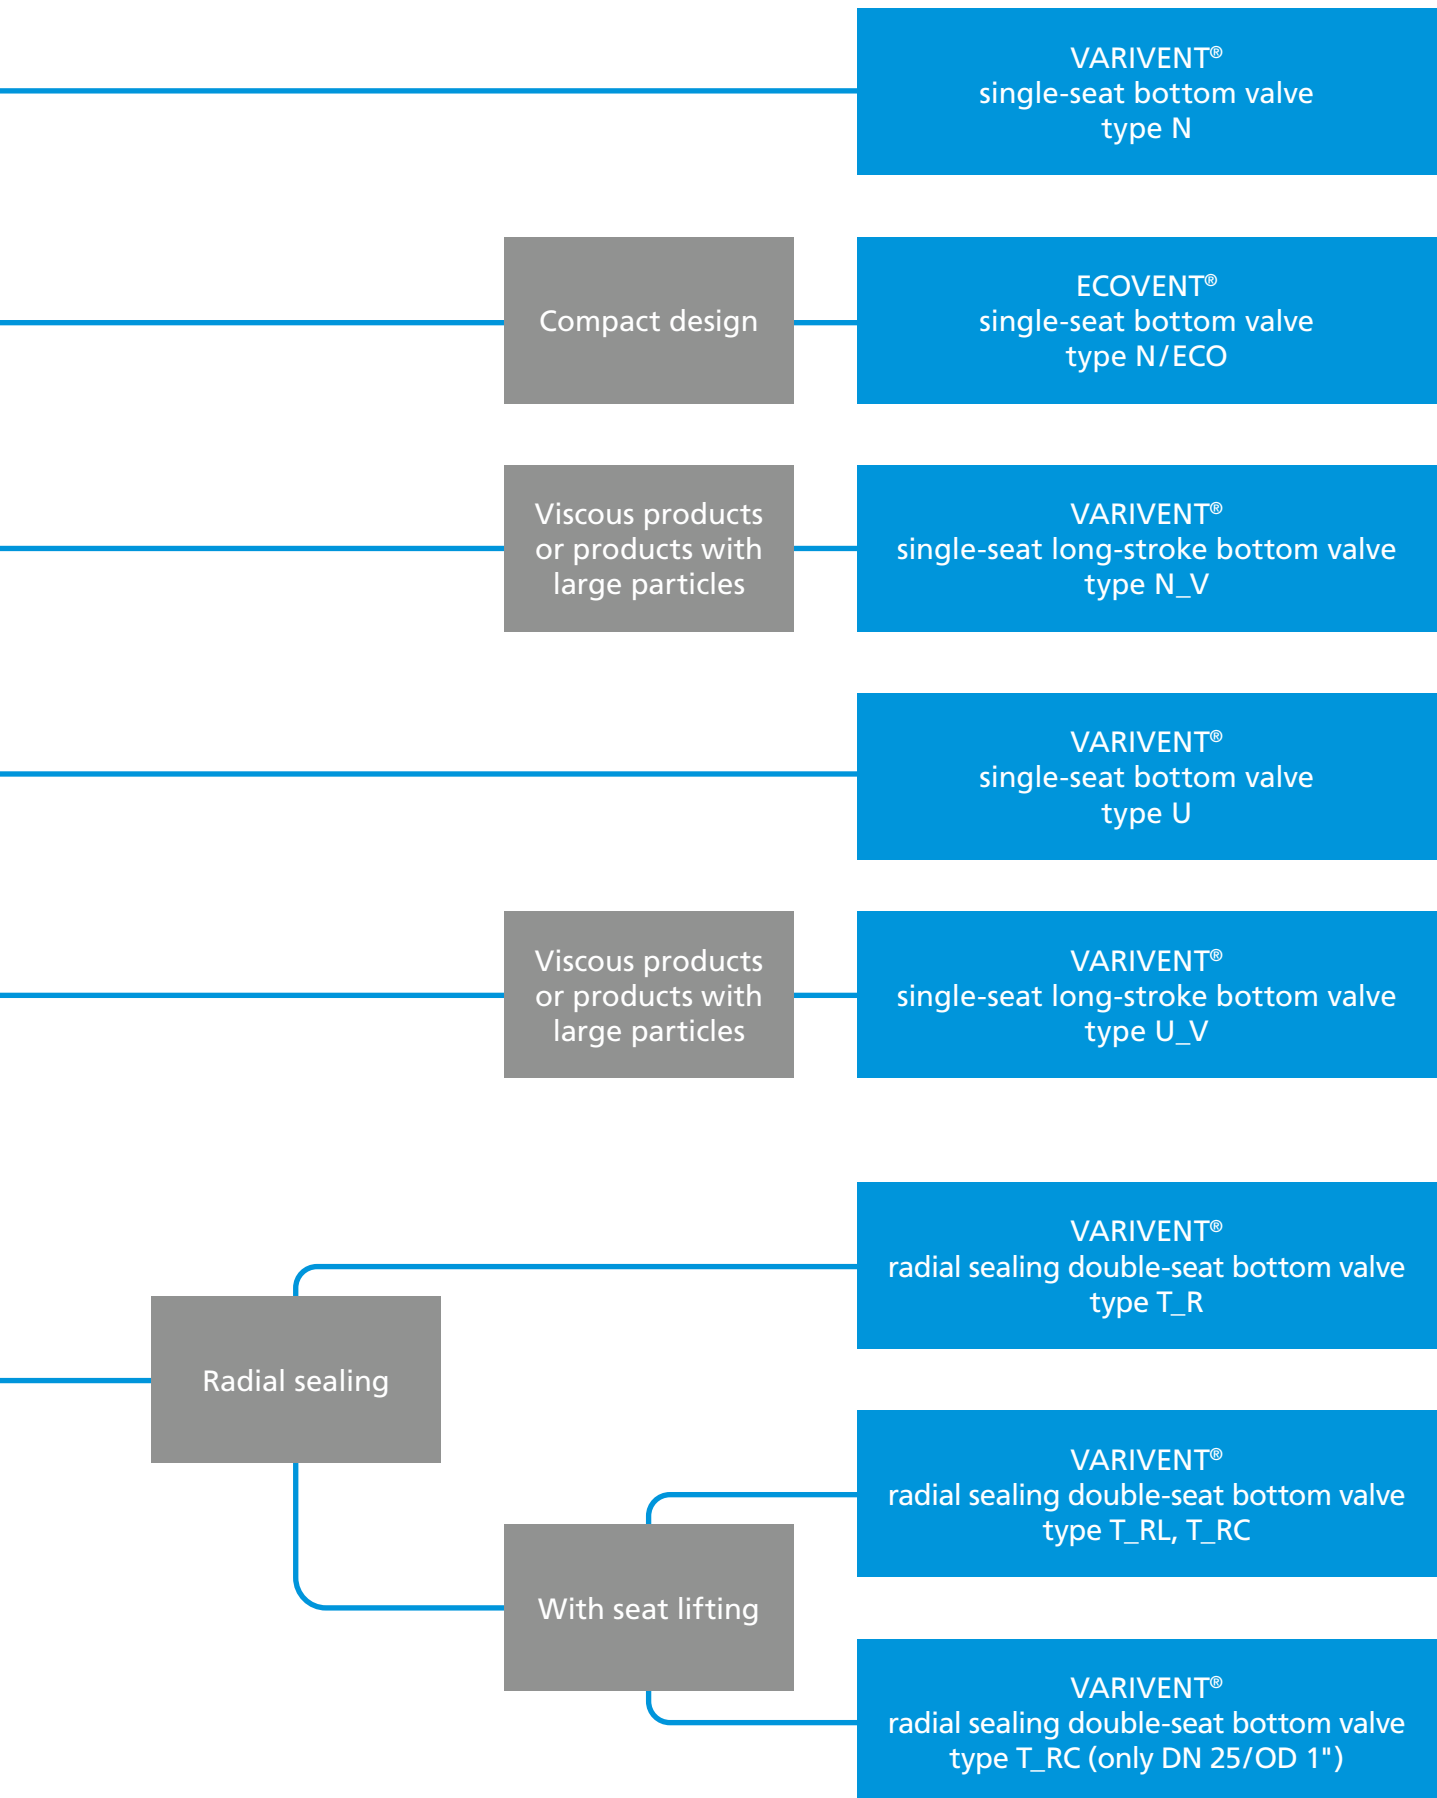 VARIVENT®
single-seat bottom valve
type N
Compact design
ECOVENT®
single-seat bottom valve
type N/ECO
Viscous products
or products with
large particles
VARIVENT®
single-seat long-stroke bottom valve
type N_V
VARIVENT®
single-seat bottom valve
type U
Viscous products
or products with
large particles
VARIVENT®
single-seat long-stroke bottom valve
type U_V
Radial sealing
VARIVENT®
radial sealing double-seat bottom valve
type T_R
With seat lifting
VARIVENT®
radial sealing double-seat bottom valve
type T_RL, T_RC
VARIVENT®
radial sealing double-seat bottom valve
type T_RC (only DN 25/OD 1")